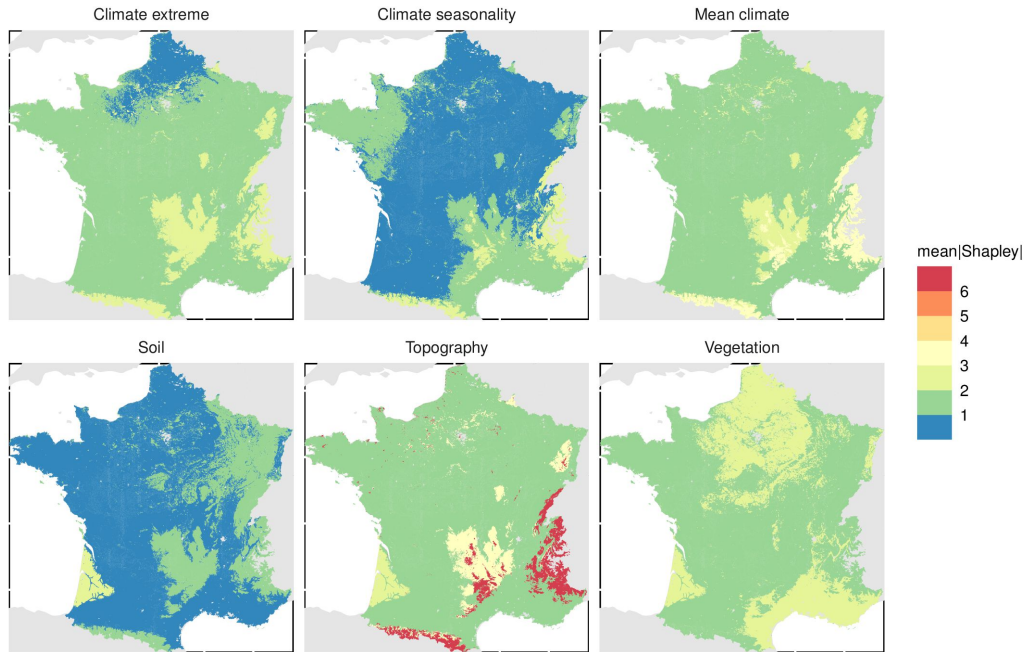 Climate extreme
Climate seasonality
Mean climate
mean|Shapley|
6
5
4
3
2
1
Soil
Topography
Vegetation